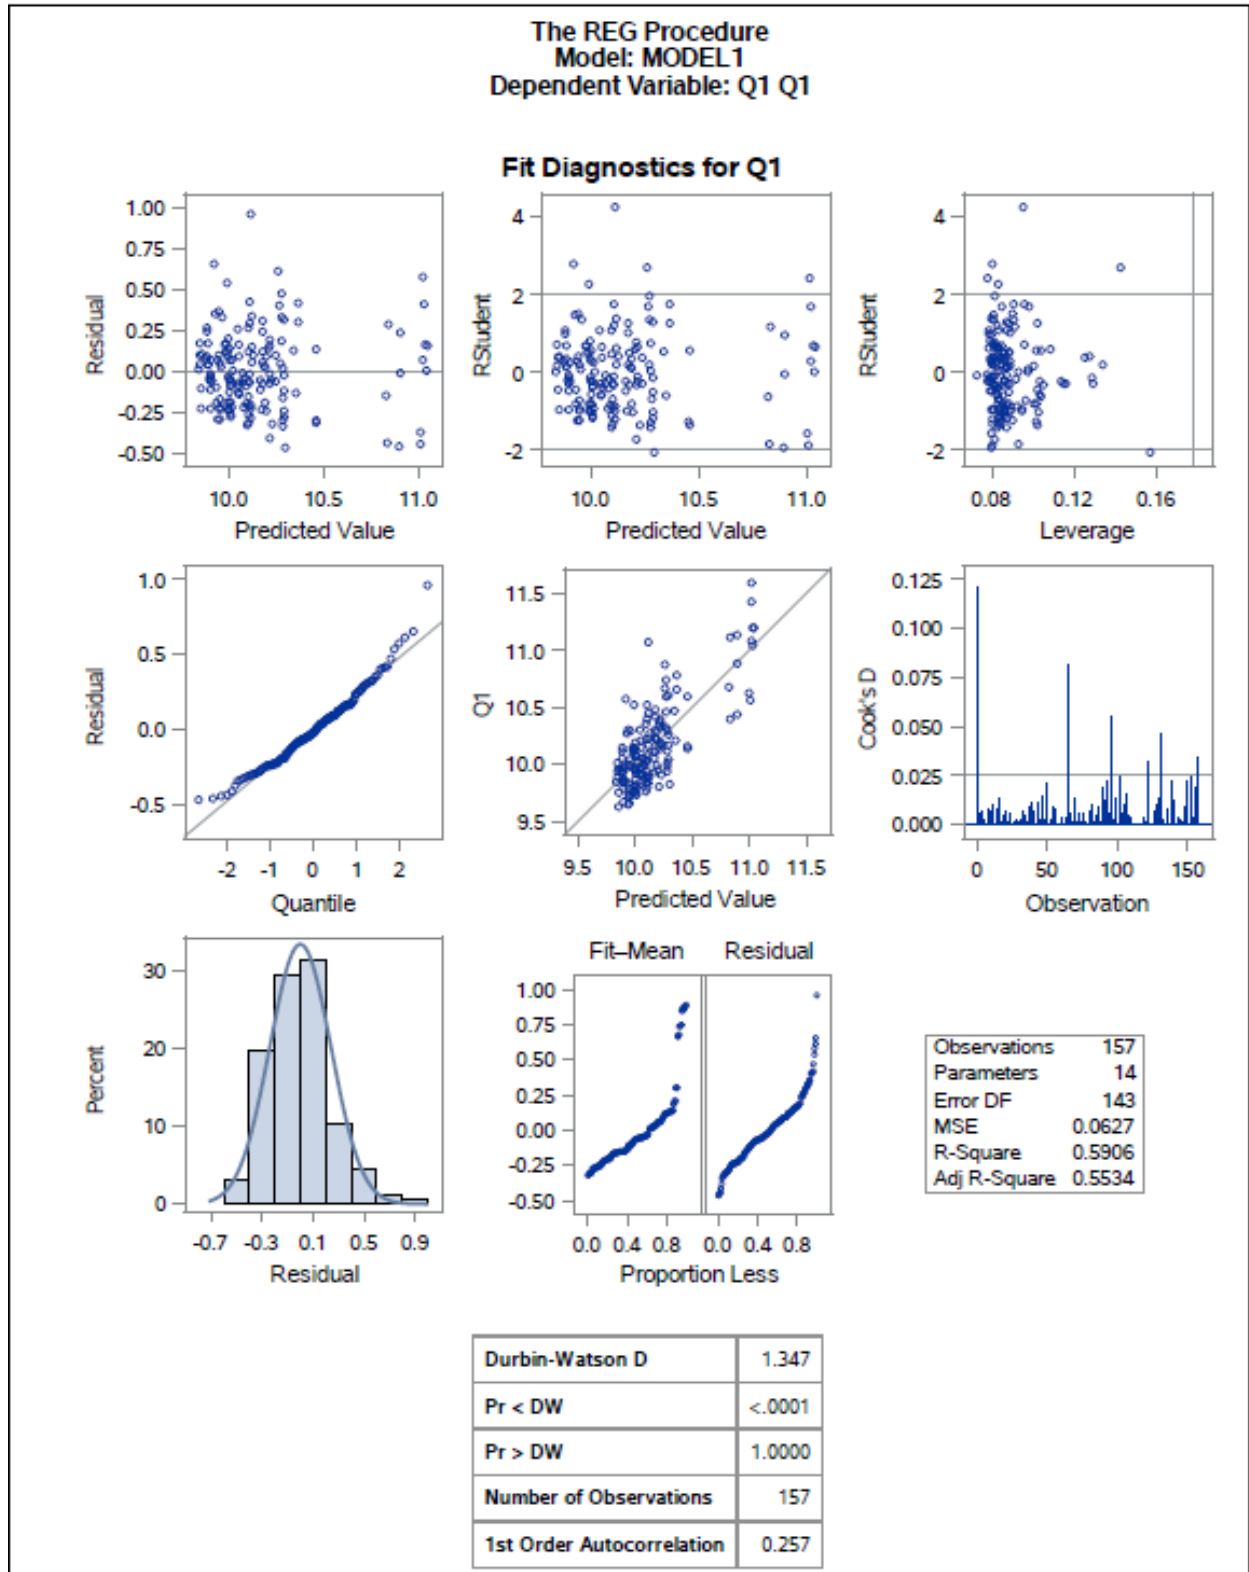 The REG Procedure
Model: MODEL1
Dependent Variable: Q1 Q1
Fit Diagnostics for Q1
1.00
0.75
0.50
0.25
0.00
-0.25
-0.50
Residual
10.0 10.5 11.0
Predicted Value
4
2
0
-2
RStudent
10.0 10.5 11.0
Predicted Value
4
2
0
-2
RStudent
0.08 0.12 0.16
Leverage
1.0
0.5
0.0
-0.5
Residual
-2 -1 0 1 2
Quantile
11.5
11.0
10.5
10.0
9.5
Q1
9.5 10.0 10.5 11.0 11.5
Predicted Value
0.125
0.100
0.075
0.050
0.025
0.000
Cook's D
0 50 100 150
Observation
30
20
10
0
Percent
-0.7 -0.3 0.1 0.5 0.9
Residual
Fit–Mean Residual
1.00
0.75
0.50
0.25
0.00
-0.25
-0.50
0.0 0.4 0.8 0.0 0.4 0.8
Proportion Less
Observations 157
Parameters 14
Error DF 143
MSE 0.0627
R-Square 0.5906
Adj R-Square 0.5534
Durbin-Watson D 1.347
Pr < DW <.0001
Pr > DW 1.0000
Number of Observations 157
1st Order Autocorrelation 0.257